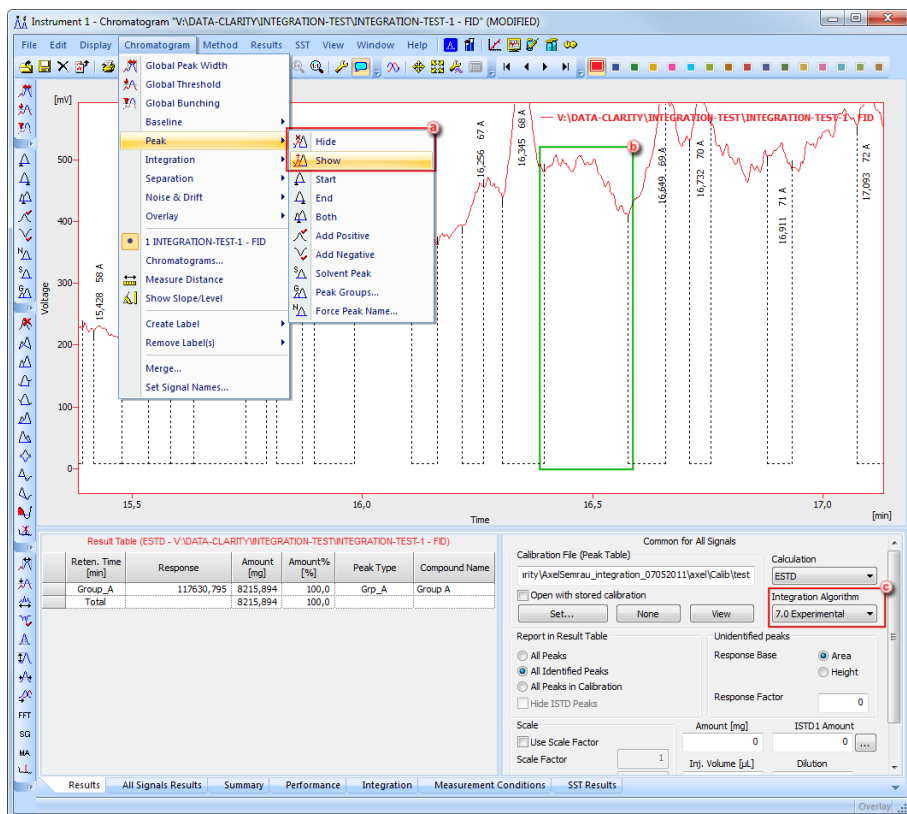 Instrument 1 - Chromatogram "V:\DATA-CLARITY\INTEGRATION-TEST\INTEGRATION-TEST-1 - FID" (MODIFIED)
File Edit Display Chromatogram Method Results SST View Window Help
Global Peak Width
Global Threshold
Global Bunching
Baseline
Peak
Integration
Separation
Noise & Drift
Overlay
1 INTEGRATION-TEST-1 - FID
Chromatograms...
Measure Distance
Show Slope/Level
Create Label
Remove Label(s)
Merge...
Set Signal Names...
a
Hide
Show
Start
End
Both
Add Positive
Add Negative
Solvent Peak
Peak Groups...
Force Peak Name...
b
V:\DATA-CLARITY\INTEGRATION-TEST\INTEGRATION-TEST-1 - FID
[mV]
500
400
300
200
100
0
Voltage
15,428 58 A
16,256 67 A
16,345 68 A
16,649 69 A
16,732 70 A
16,911 71 A
17,093 72 A
15,5 16,0 16,5 17,0
Time
[min]
FFT
SG
MA
Result Table (ESTD - V:\DATA-CLARITY\INTEGRATION-TEST\INTEGRATION-TEST-1 - FID)
Reten. Time [min] Response Amount [mg] Amount% [%] Peak Type Compound Name
Group_A 117630,795 8215,894 100,0 Grp_A Group A
Total 8215,894 100,0
Common for All Signals
Calibration File (Peak Table)
ırity\AxelSemrau_integration_07052011\axel\Calib\test
Calculation
ESTD
Open with stored calibration
Set... None View
c
Integration Algorithm
7.0 Experimental
Report in Result Table
All Peaks
All Identified Peaks
All Peaks in Calibration
Hide ISTD Peaks
Unidentified peaks
Response Base Area
Height
Response Factor 0
Scale
Use Scale Factor
Scale Factor 1
Amount [mg] ISTD1 Amount
0 0 ...
Inj. Volume [µL] Dilution
Results All Signals Results Summary Performance Integration Measurement Conditions SST Results
Overlay